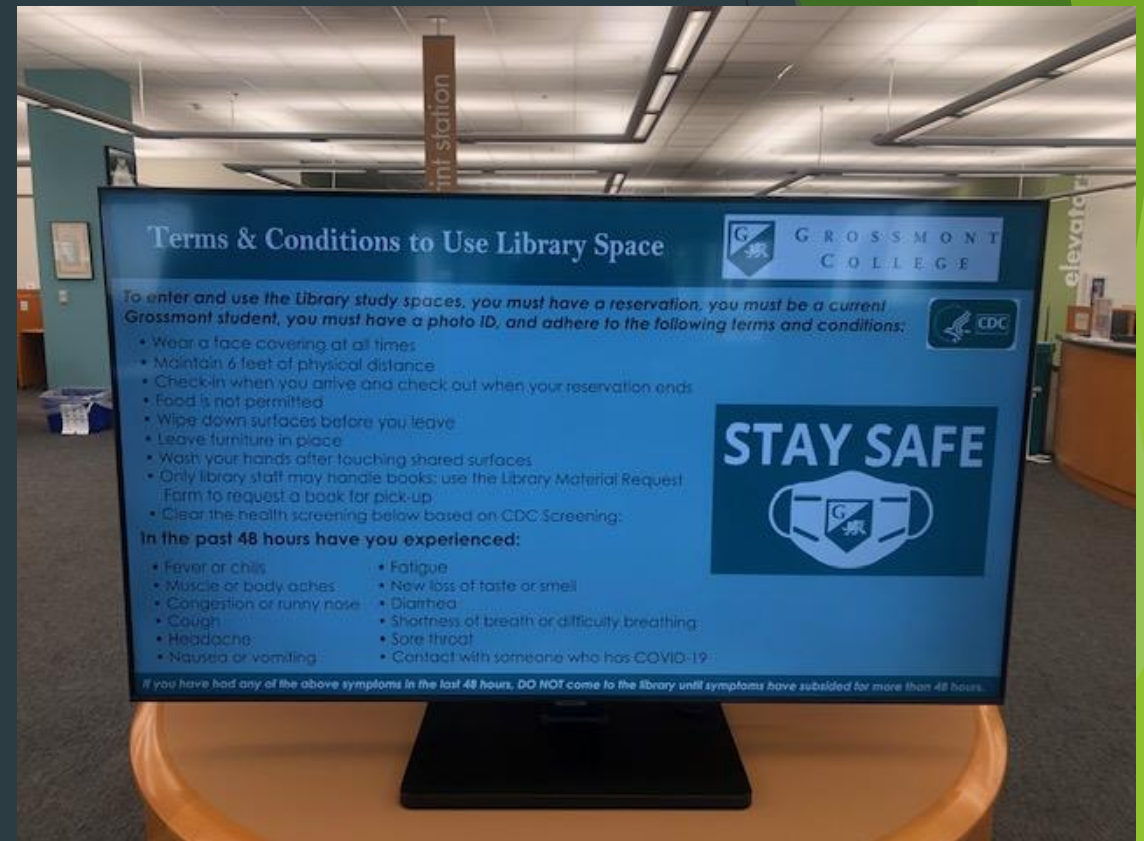 int station
elevators
Terms & Conditions to Use Library Space
G
GROSSMONT
COLLEGE
To enter and use the Library study spaces, you must have a reservation, you must be a current
Grossmont student, you must have a photo ID, and adhere to the following terms and conditions:
CDC
• Wear a face covering at all times
• Maintain 6 feet of physical distance
• Check-in when you arrive and check out when your reservation ends
• Food is not permitted
• Wipe down surfaces before you leave
• Leave furniture in place
• Wash your hands after touching shared surfaces
• Only library staff may handle books; use the Library Material Request
Form to request a book for pick-up
• Clear the health screening below based on CDC Screening:
STAY SAFE
G
In the past 48 hours have you experienced:
• Fever or chills
• Muscle or body aches
• Congestion or runny nose
• Cough
• Headache
• Nausea or vomiting
• Fatigue
• New loss of taste or smell
• Diarrhea
• Shortness of breath or difficulty breathing
• Sore throat
• Contact with someone who has COVID-19
If you have had any of the above symptoms in the last 48 hours, DO NOT come to the library until symptoms have subsided for more than 48 hours.